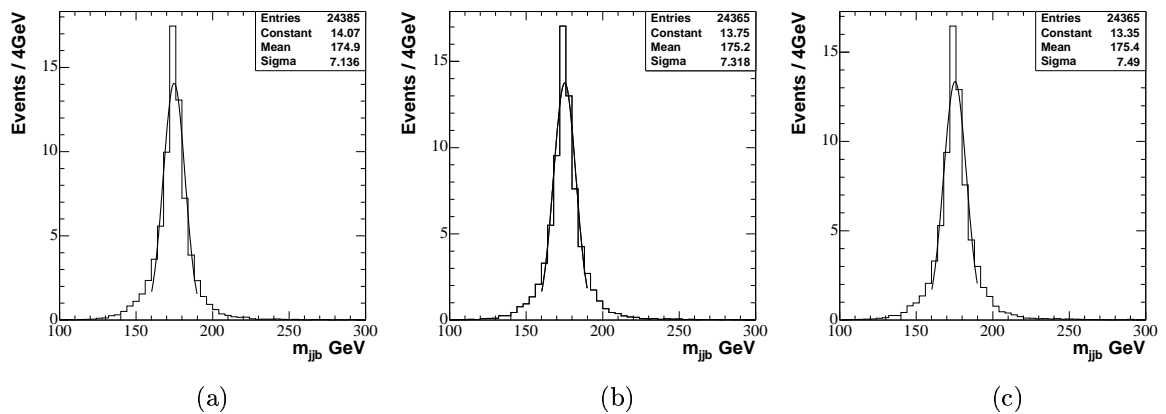 Events / 4GeV
15
10
5
0
100 150 200 250 300
m_jjb GeV
Entries 24385
Constant 14.07
Mean 174.9
Sigma 7.136
(a)
Events / 4GeV
15
10
5
0
100 150 200 250 300
m_jjb GeV
Entries 24365
Constant 13.75
Mean 175.2
Sigma 7.318
(b)
Events / 4GeV
15
10
5
0
100 150 200 250 300
m_jjb GeV
Entries 24365
Constant 13.35
Mean 175.4
Sigma 7.49
(c)